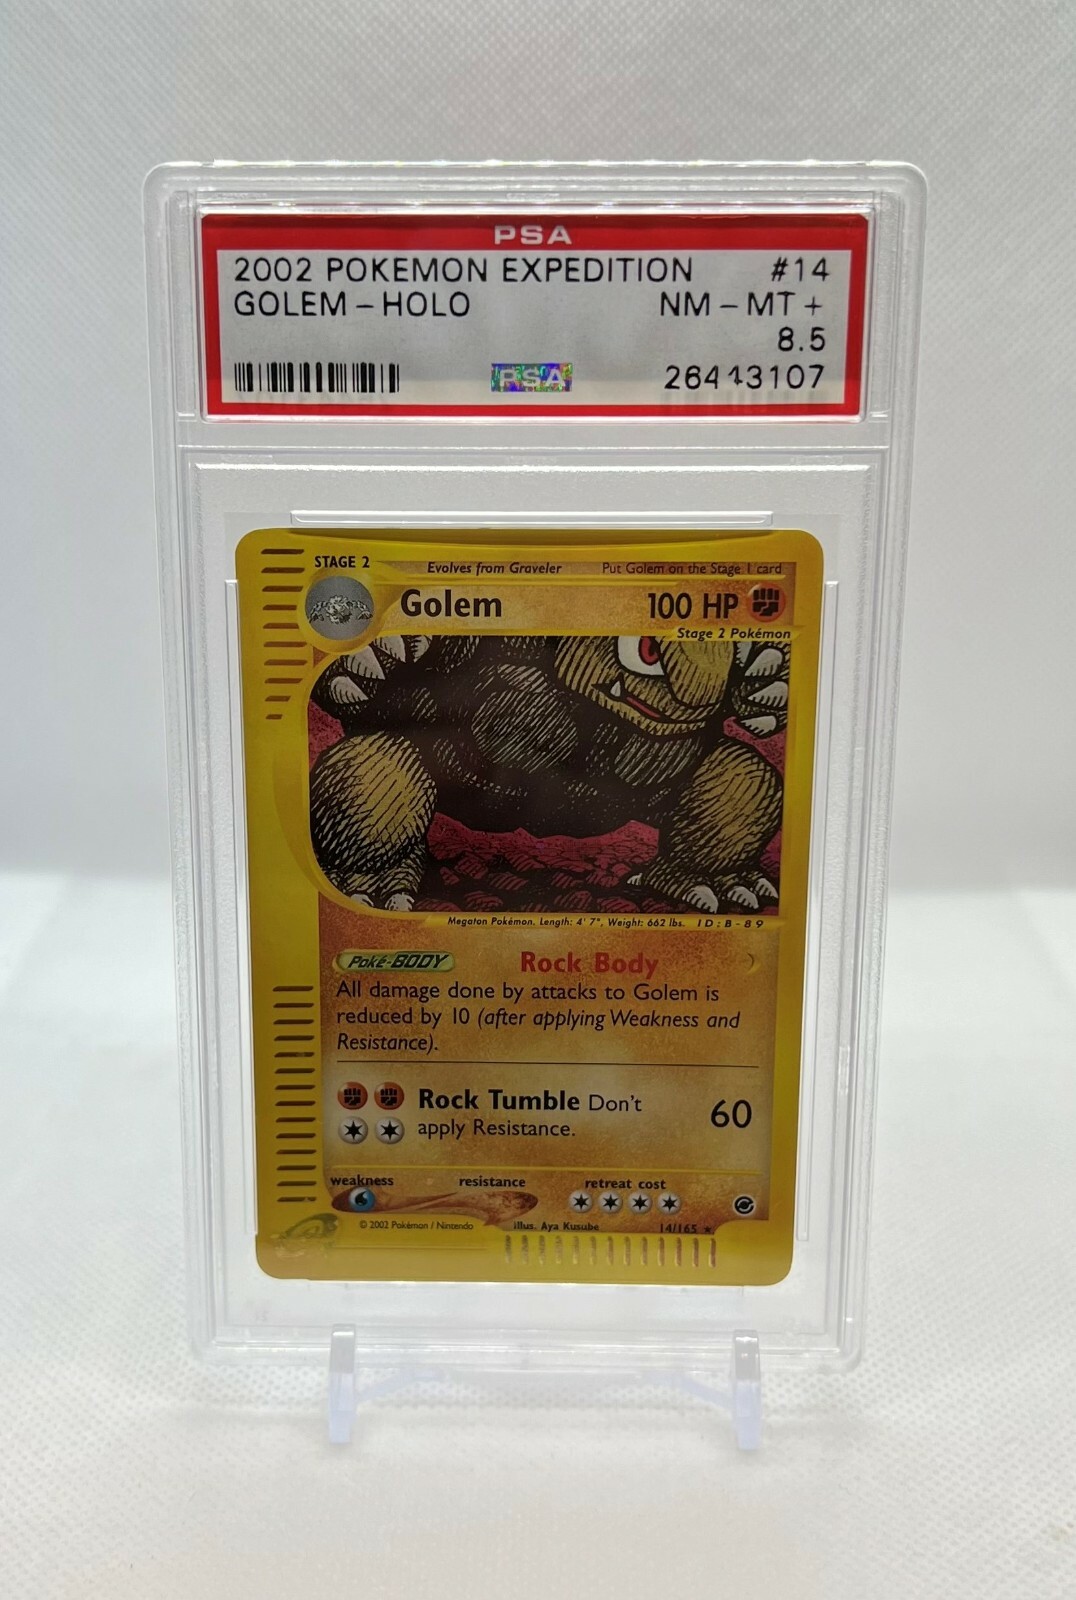 PSA
2002 POKEMON EXPEDITION #14
GOLEM - HOLO NM - MT +
8.5
PSA 26443107
STAGE 2 Evolves from Graveler Put Golem on the Stage 1 card
Golem 100 HP
Stage 2 Pokémon
Megaton Pokémon. Length: 4' 7", Weight: 662 lbs. ID:B-89
Poké-BODY Rock Body
All damage done by attacks to Golem is
reduced by 10 (after applying Weakness and
Resistance).
Rock Tumble Don't 60
apply Resistance.
weakness resistance retreat cost
© 2002 Pokémon / Nintendo illus. Aya Kusube 14/165 ★